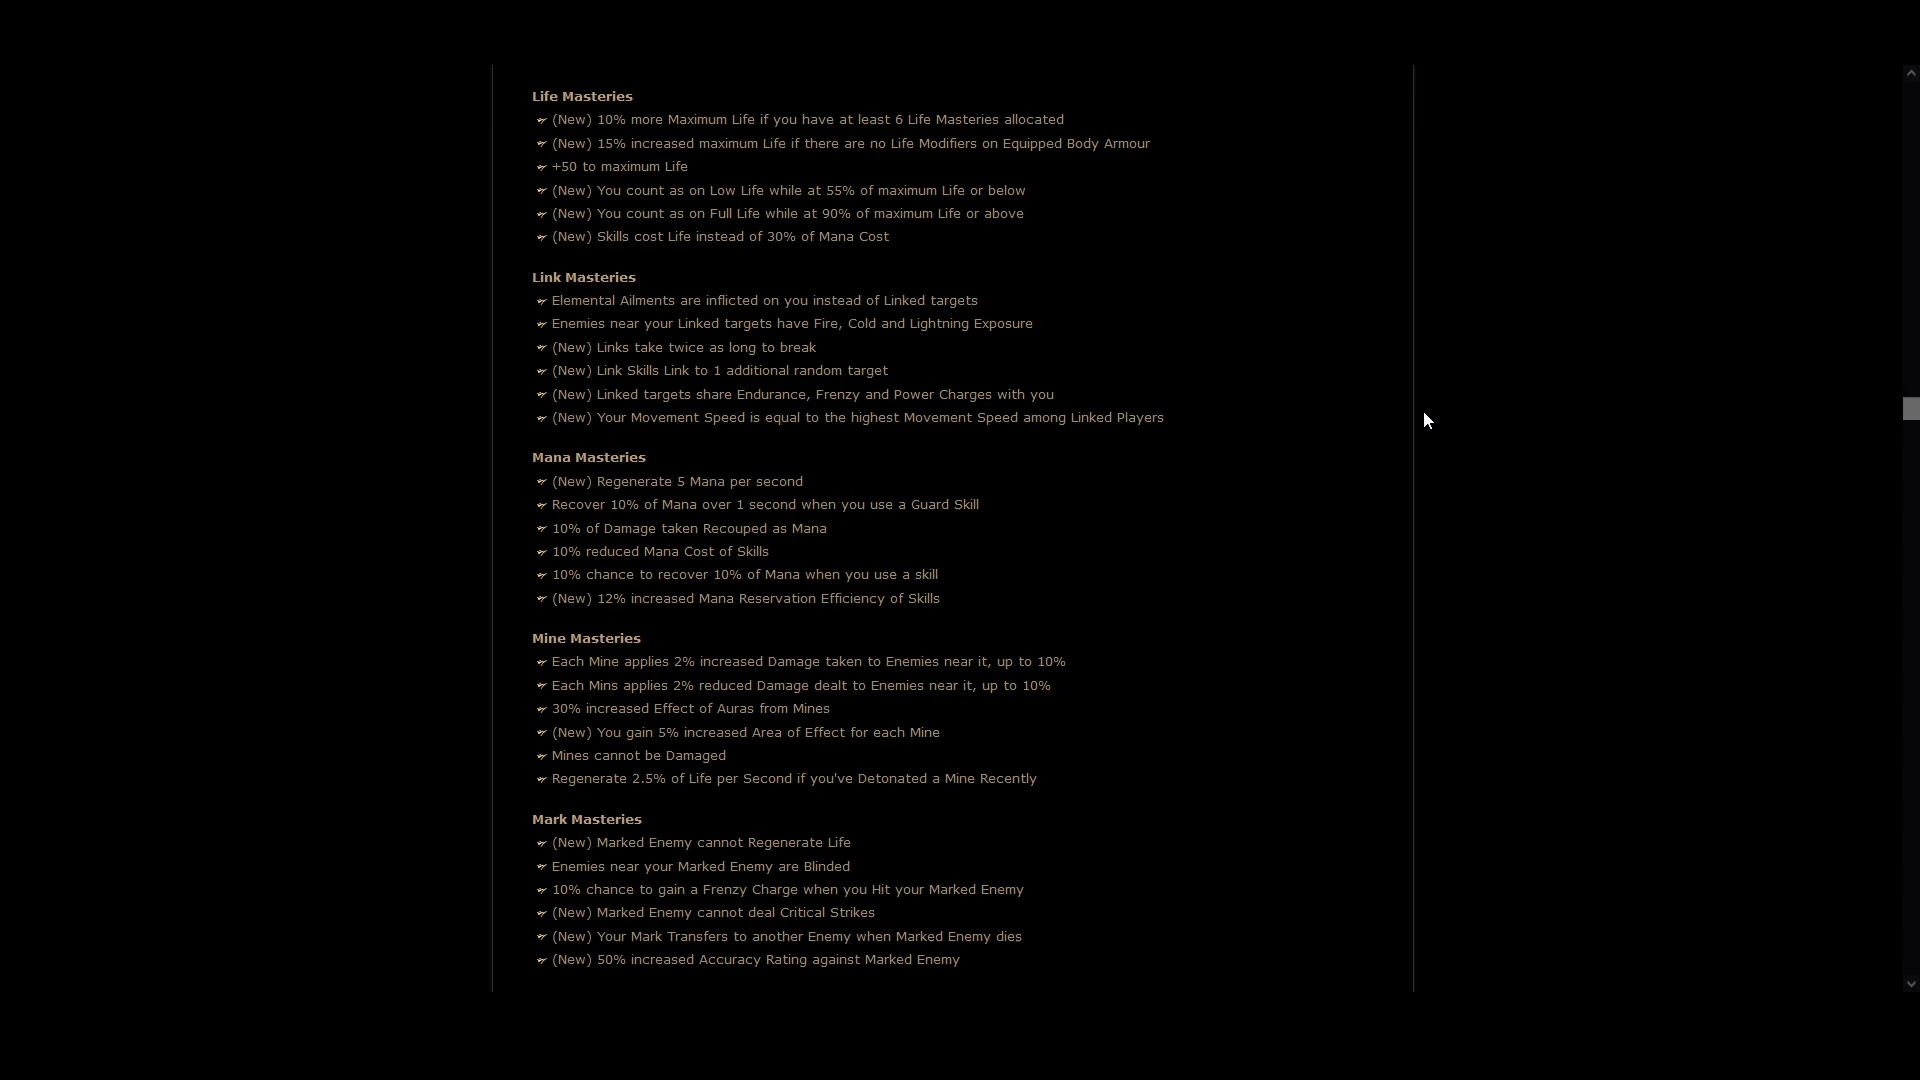 Life Masteries
(New) 10% more Maximum Life if you have at least 6 Life Masteries allocated
(New) 15% increased maximum Life if there are no Life Modifiers on Equipped Body Armour
+50 to maximum Life
(New) You count as on Low Life while at 55% of maximum Life or below
(New) You count as on Full Life while at 90% of maximum Life or above
(New) Skills cost Life instead of 30% of Mana Cost
Link Masteries
Elemental Ailments are inflicted on you instead of Linked targets
Enemies near your Linked targets have Fire, Cold and Lightning Exposure
(New) Links take twice as long to break
(New) Link Skills Link to 1 additional random target
(New) Linked targets share Endurance, Frenzy and Power Charges with you
(New) Your Movement Speed is equal to the highest Movement Speed among Linked Players
Mana Masteries
(New) Regenerate 5 Mana per second
Recover 10% of Mana over 1 second when you use a Guard Skill
10% of Damage taken Recouped as Mana
10% reduced Mana Cost of Skills
10% chance to recover 10% of Mana when you use a skill
(New) 12% increased Mana Reservation Efficiency of Skills
Mine Masteries
Each Mine applies 2% increased Damage taken to Enemies near it, up to 10%
Each Mins applies 2% reduced Damage dealt to Enemies near it, up to 10%
30% increased Effect of Auras from Mines
(New) You gain 5% increased Area of Effect for each Mine
Mines cannot be Damaged
Regenerate 2.5% of Life per Second if you've Detonated a Mine Recently
Mark Masteries
(New) Marked Enemy cannot Regenerate Life
Enemies near your Marked Enemy are Blinded
10% chance to gain a Frenzy Charge when you Hit your Marked Enemy
(New) Marked Enemy cannot deal Critical Strikes
(New) Your Mark Transfers to another Enemy when Marked Enemy dies
(New) 50% increased Accuracy Rating against Marked Enemy